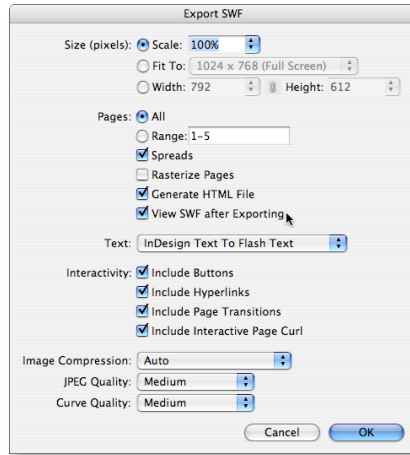 Export SWF
Size (pixels): Scale: 100%
Fit To: 1024 x 768 (Full Screen)
Width: 792 Height: 612
Pages: All
Range: 1-5
Spreads
Rasterize Pages
Generate HTML File
View SWF after Exporting
Text: InDesign Text To Flash Text
Interactivity: Include Buttons
Include Hyperlinks
Include Page Transitions
Include Interactive Page Curl
Image Compression: Auto
JPEG Quality: Medium
Curve Quality: Medium
Cancel OK